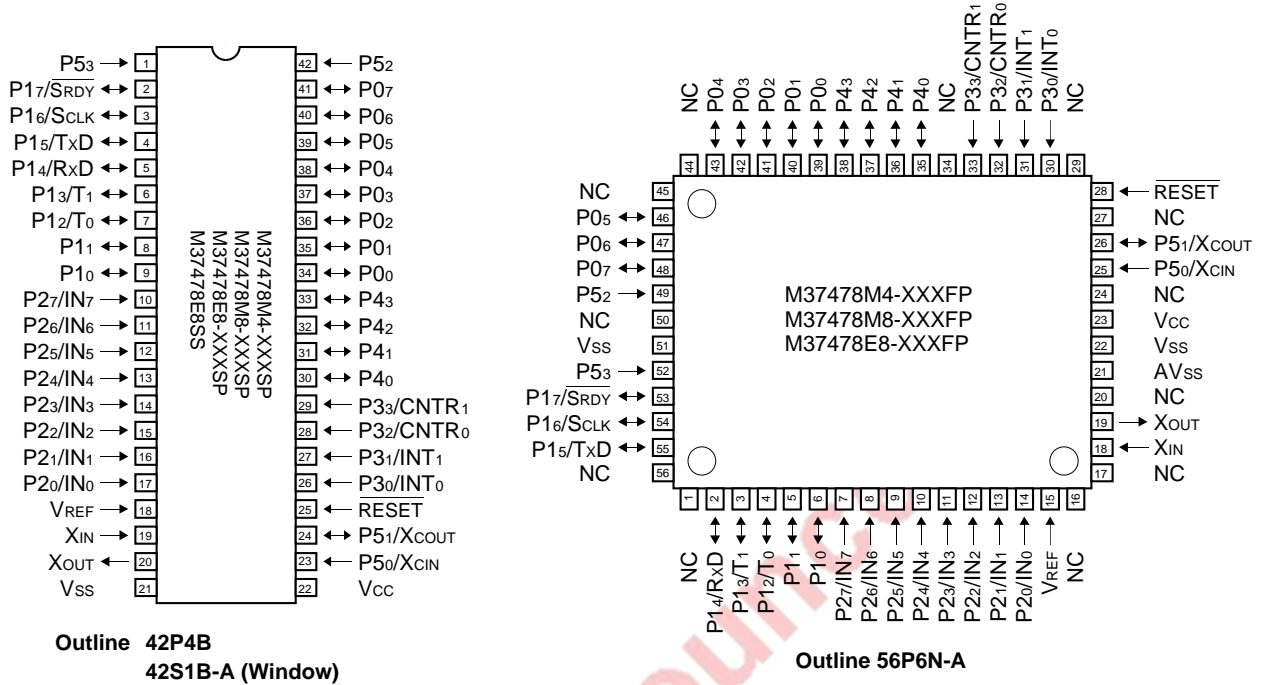 P53 1
P17/SRDY 2
P16/SCLK 3
P15/TXD 4
P14/RXD 5
P13/T1 6
P12/T0 7
P11 8
P10 9
P27/IN7 10
P26/IN6 11
P25/IN5 12
P24/IN4 13
P23/IN3 14
P22/IN2 15
P21/IN1 16
P20/IN0 17
VREF 18
XIN 19
XOUT 20
VSS 21
M37478M4-XXXSP
M37478M8-XXXSP
M37478E8-XXXSP
M37478E8SS
42 P52
41 P07
40 P06
39 P05
38 P04
37 P03
36 P02
35 P01
34 P00
33 P43
32 P42
31 P41
30 P40
29 P33/CNTR1
28 P32/CNTR0
27 P31/INT1
26 P30/INT0
25 RESET
24 P51/XCOUT
23 P50/XCIN
22 VCC
Outline 42P4B
42S1B-A (Window)
NC 44
P04 43
P03 42
P02 41
P01 40
P00 39
P43 38
P42 37
P41 36
P40 35
NC 34
P33/CNTR1 33
P32/CNTR0 32
P31/INT1 31
P30/INT0 30
NC 29
NC 45
P05 46
P06 47
P07 48
P52 49
NC 50
VSS 51
P53 52
P17/SRDY 53
P16/SCLK 54
P15/TXD 55
NC 56
M37478M4-XXXFP
M37478M8-XXXFP
M37478E8-XXXFP
28 RESET
27 NC
26 P51/XCOUT
25 P50/XCIN
24 NC
23 VCC
22 VSS
21 AVSS
20 NC
19 XOUT
18 XIN
17 NC
1 NC
2 P14/RXD
3 P13/T1
4 P12/T0
5 P11
6 P10
7 P27/IN7
8 P26/IN6
9 P25/IN5
10 P24/IN4
11 P23/IN3
12 P22/IN2
13 P21/IN1
14 P20/IN0
15 VREF
16 NC
Outline 56P6N-A